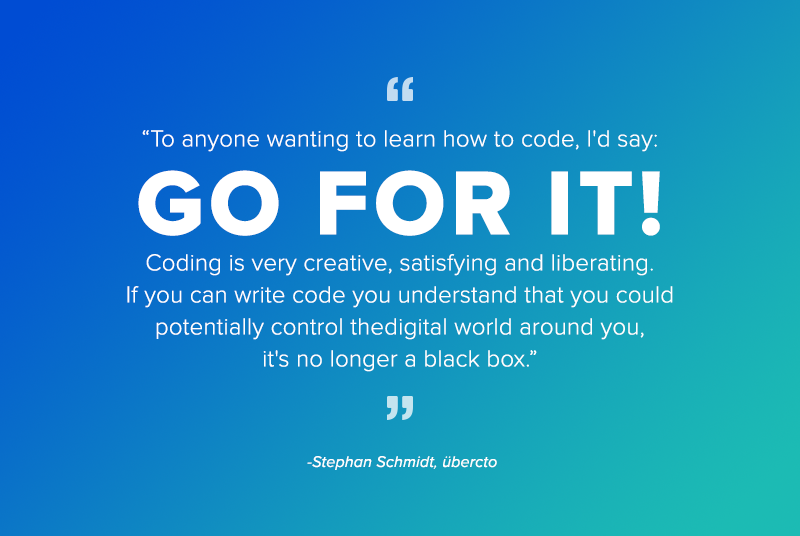 “
“To anyone wanting to learn how to code, I'd say:
GO FOR IT!
Coding is very creative, satisfying and liberating.
If you can write code you understand that you could
potentially control thedigital world around you,
it's no longer a black box.”
”
-Stephan Schmidt, übercto